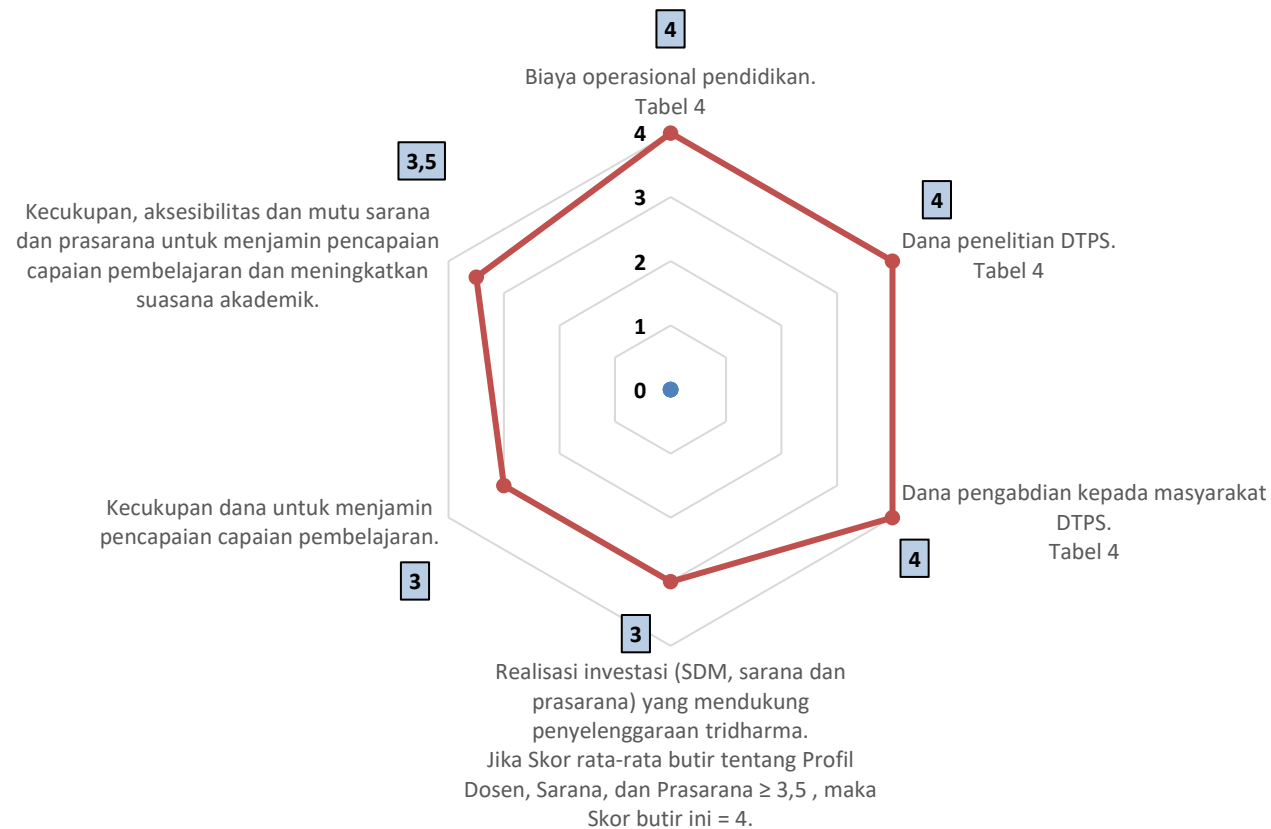 4
Biaya operasional pendidikan.
Tabel 4
4
Dana penelitian DTPS.
Tabel 4
Dana pengabdian kepada masyarakat
DTPS.
Tabel 4
4
3
Realisasi investasi (SDM, sarana dan
prasarana) yang mendukung
penyelenggaraan tridharma.
Jika Skor rata-rata butir tentang Profil
Dosen, Sarana, dan Prasarana ≥ 3,5 , maka
Skor butir ini = 4.
Kecukupan dana untuk menjamin
pencapaian capaian pembelajaran.
3
3,5
Kecukupan, aksesibilitas dan mutu sarana
dan prasarana untuk menjamin pencapaian
capaian pembelajaran dan meningkatkan
suasana akademik.
4
3
2
1
0